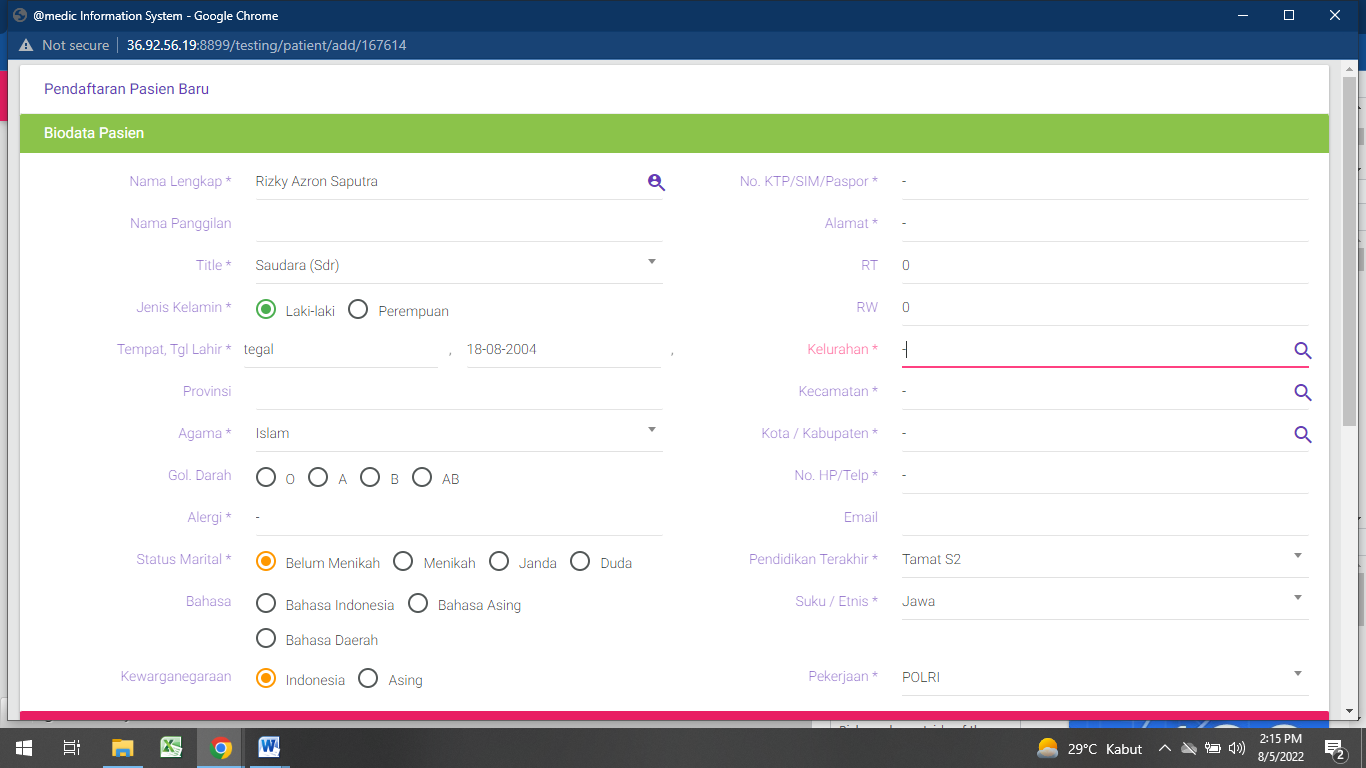 @medic Information System - Google Chrome
Not secure 36.92.56.19:8899/testing/patient/add/167614
Pendaftaran Pasien Baru
Biodata Pasien
Nama Lengkap * Rizky Azron Saputra
Nama Panggilan
Title * Saudara (Sdr)
Jenis Kelamin * Laki-laki Perempuan
Tempat, Tgl Lahir * tegal , 18-08-2004 ,
Provinsi
Agama * Islam
Gol. Darah O A B AB
Alergi * -
Status Marital * Belum Menikah Menikah Janda Duda
Bahasa Bahasa Indonesia Bahasa Asing
Bahasa Daerah
Kewarganegaraan Indonesia Asing
No. KTP/SIM/Paspor * -
Alamat * -
RT 0
RW 0
Kelurahan * -
Kecamatan * -
Kota / Kabupaten * -
No. HP/Telp * -
Email
Pendidikan Terakhir * Tamat S2
Suku / Etnis * Jawa
Pekerjaan * POLRI
29°C Kabut
2:15 PM
8/5/2022
2